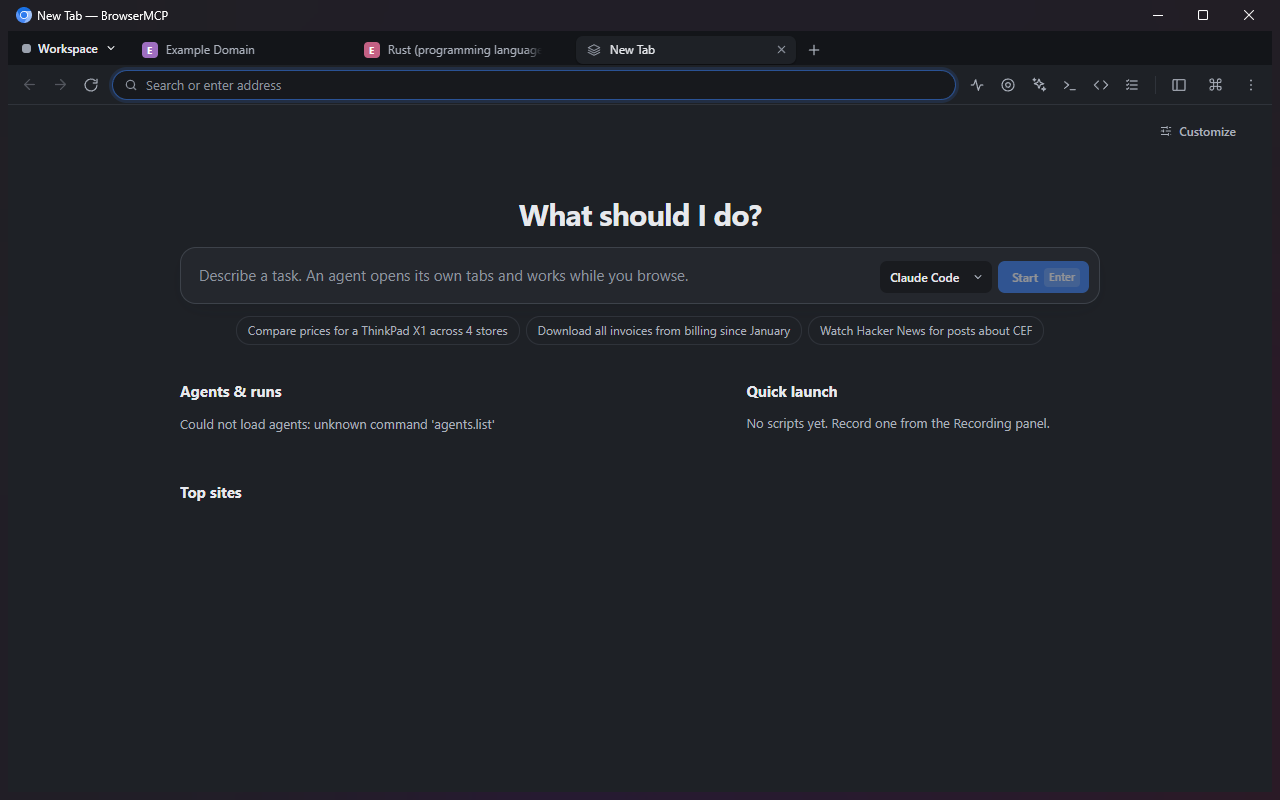 New Tab — BrowserMCP
Workspace
E Example Domain
E Rust (programming language
New Tab
Search or enter address
Customize
What should I do?
Describe a task. An agent opens its own tabs and works while you browse.
Claude Code
Start Enter
Compare prices for a ThinkPad X1 across 4 stores
Download all invoices from billing since January
Watch Hacker News for posts about CEF
Agents & runs
Quick launch
Could not load agents: unknown command 'agents.list'
No scripts yet. Record one from the Recording panel.
Top sites